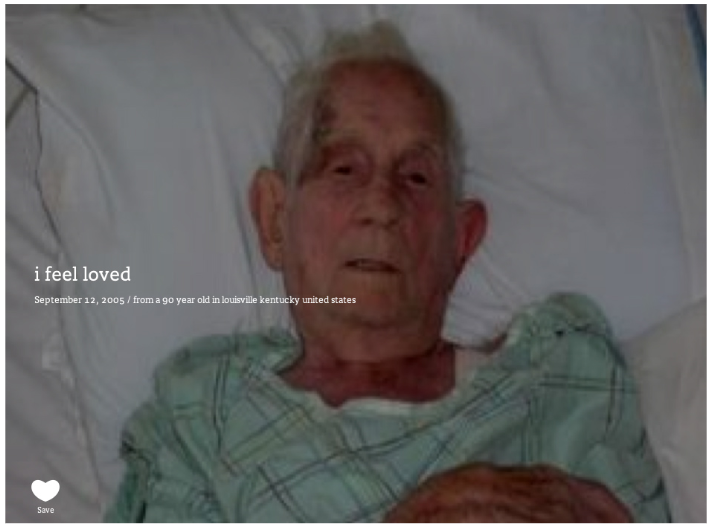 i feel loved
September 12, 2005 / from a 90 year old in louisville kentucky united states
Save